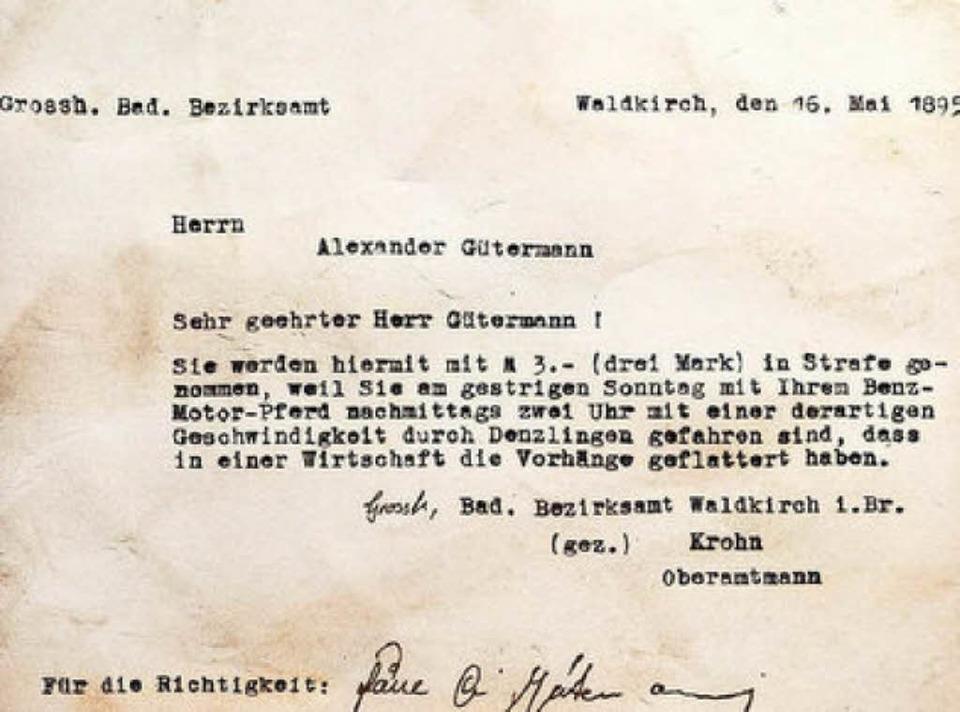 Grossh. Bad. Bezirksamt Waldkirch, den 16. Mai 1895
Herrn
Alexander Gütermann
Sehr geehrter Herr Gütermann !
Sie werden hiermit mit M 3.- (drei Mark) in Strafe ge-
nommen, weil Sie am gestrigen Sonntag mit Ihrem Benz-
Motor-Pferd nachmittags zwei Uhr mit einer derartigen
Geschwindigkeit durch Denzlingen gefahren sind, dass
in einer Wirtschaft die Vorhänge geflattert haben.
Grossh, Bad. Bezirksamt Waldkirch i.Br.
(gez.) Krohn
Oberamtmann
Für die Richtigkeit: